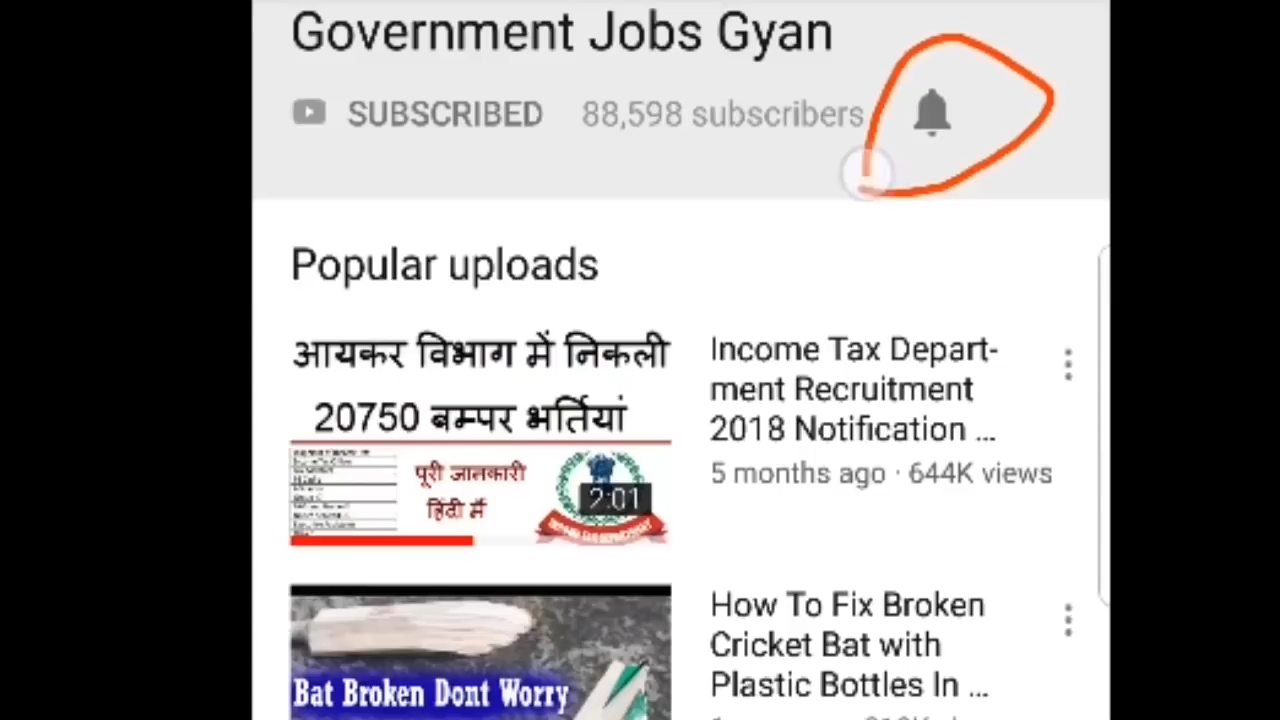 Government Jobs Gyan
SUBSCRIBED 88,598 subscribers
Popular uploads
आयकर विभाग में निकली
20750 बम्पर भर्तियां
पूरी जानकारी
हिंदी में
2:01
Income Tax Depart-
ment Recruitment
2018 Notification ...
5 months ago · 644K views
Bat Broken Dont Worry
How To Fix Broken
Cricket Bat with
Plastic Bottles In ...